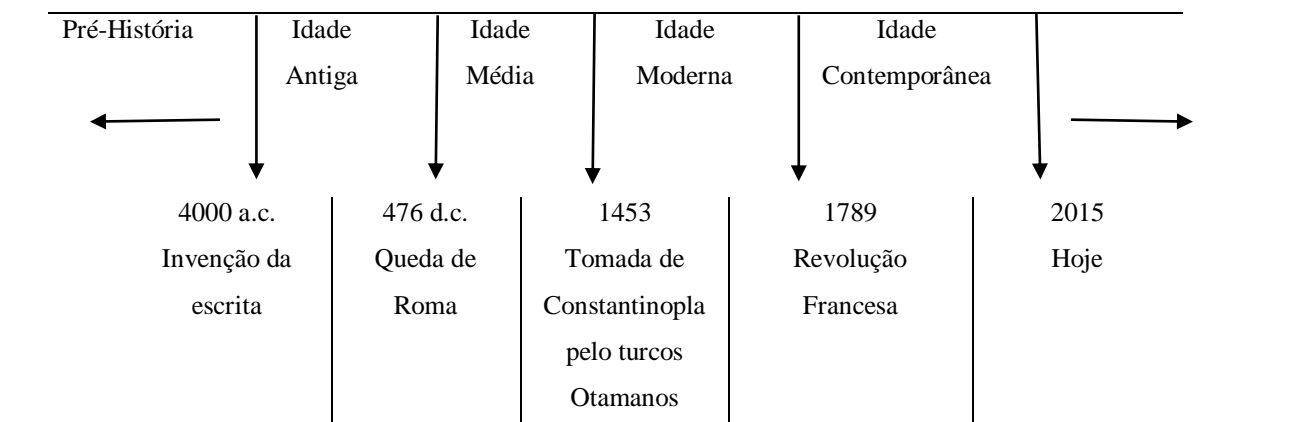 Pré-História Idade Idade Idade Idade
Antiga Média Moderna Contemporânea
4000 a.c. 476 d.c. 1453 1789 2015
Invenção da Queda de Tomada de Revolução Hoje
escrita Roma Constantinopla Francesa
pelo turcos
Otamanos